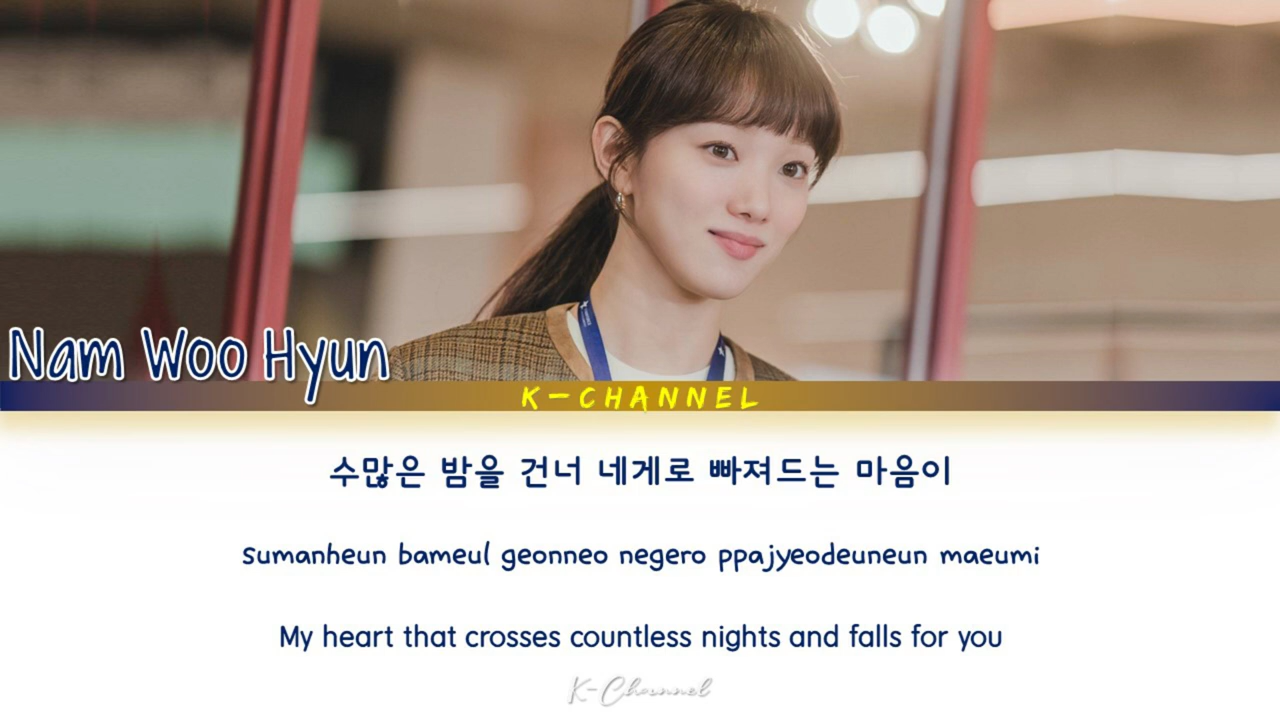 Nam Woo Hyun
K-CHANNEL
수많은 밤을 건너 네게로 빠져드는 마음이
sumanheun bameul geonneo negero ppajyeodeuneun maeumi
My heart that crosses countless nights and falls for you
K-Channel